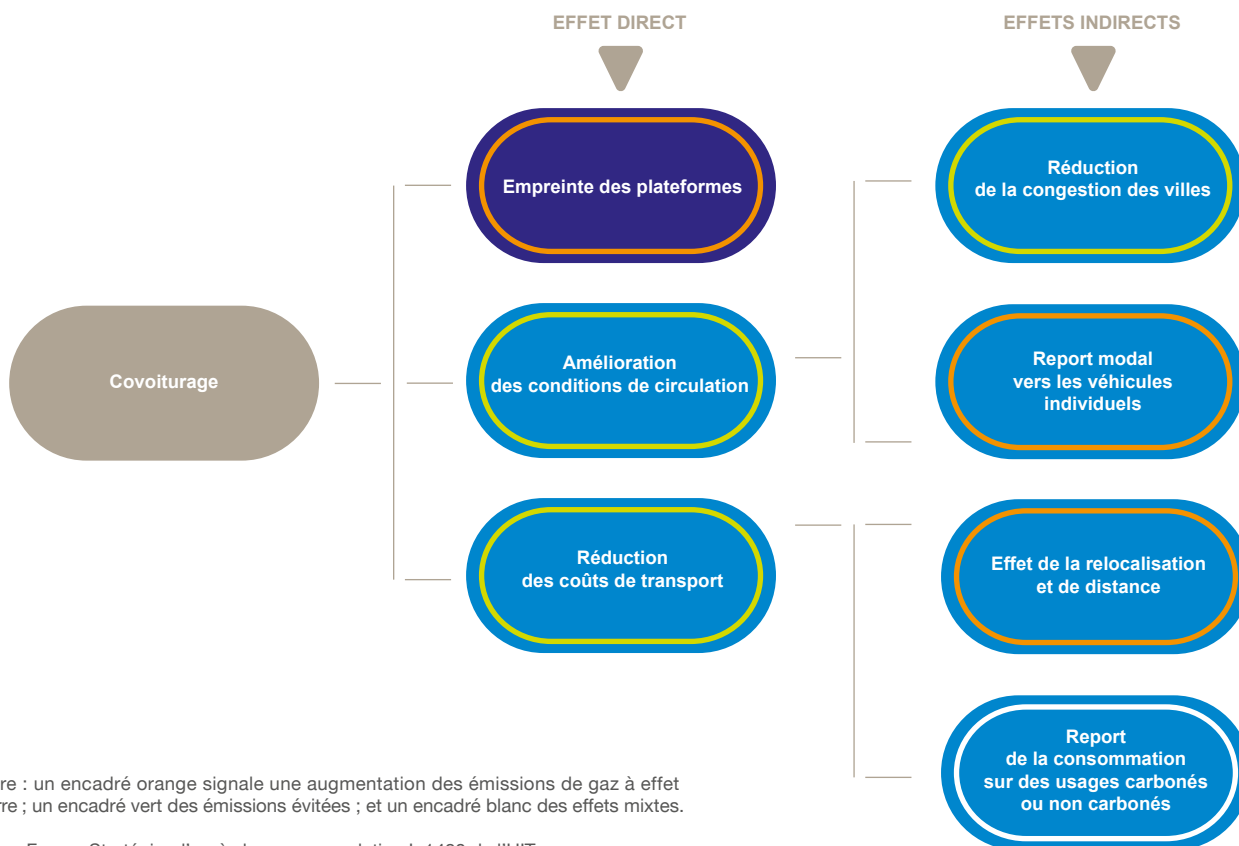 EFFET DIRECT
EFFETS INDIRECTS
Empreinte des plateformes
Réduction
de la congestion des villes
Covoiturage
Amélioration
des conditions de circulation
Report modal
vers les véhicules
individuels
Réduction
des coûts de transport
Effet de la relocalisation
et de distance
Report
de la consommation
sur des usages carbonés
ou non carbonés
re : un encadré orange signale une augmentation des émissions de gaz à effet
rre ; un encadré vert des émissions évitées ; et un encadré blanc des effets mixtes.